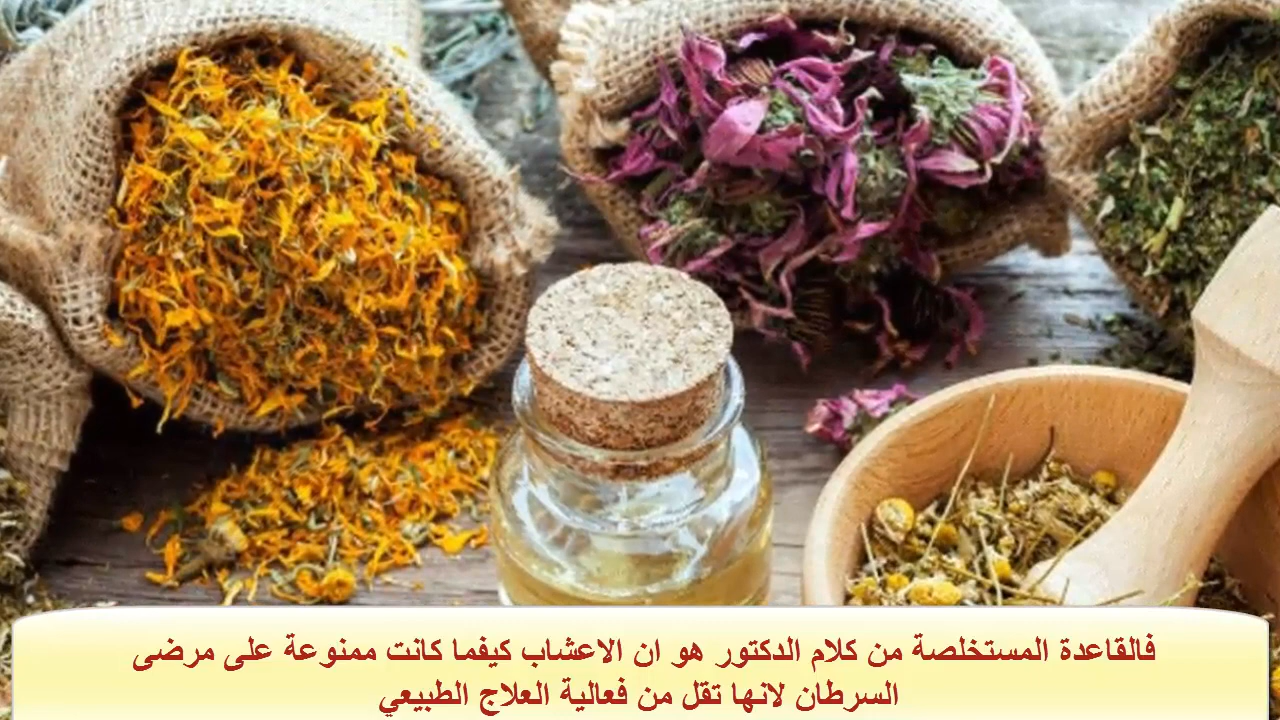 فالقاعدة المستخلصة من كلام الدكتور هو ان الاعشاب كيفما كانت ممنوعة على مرضى
السرطان لانها تقل من فعالية العلاج الطبيعي